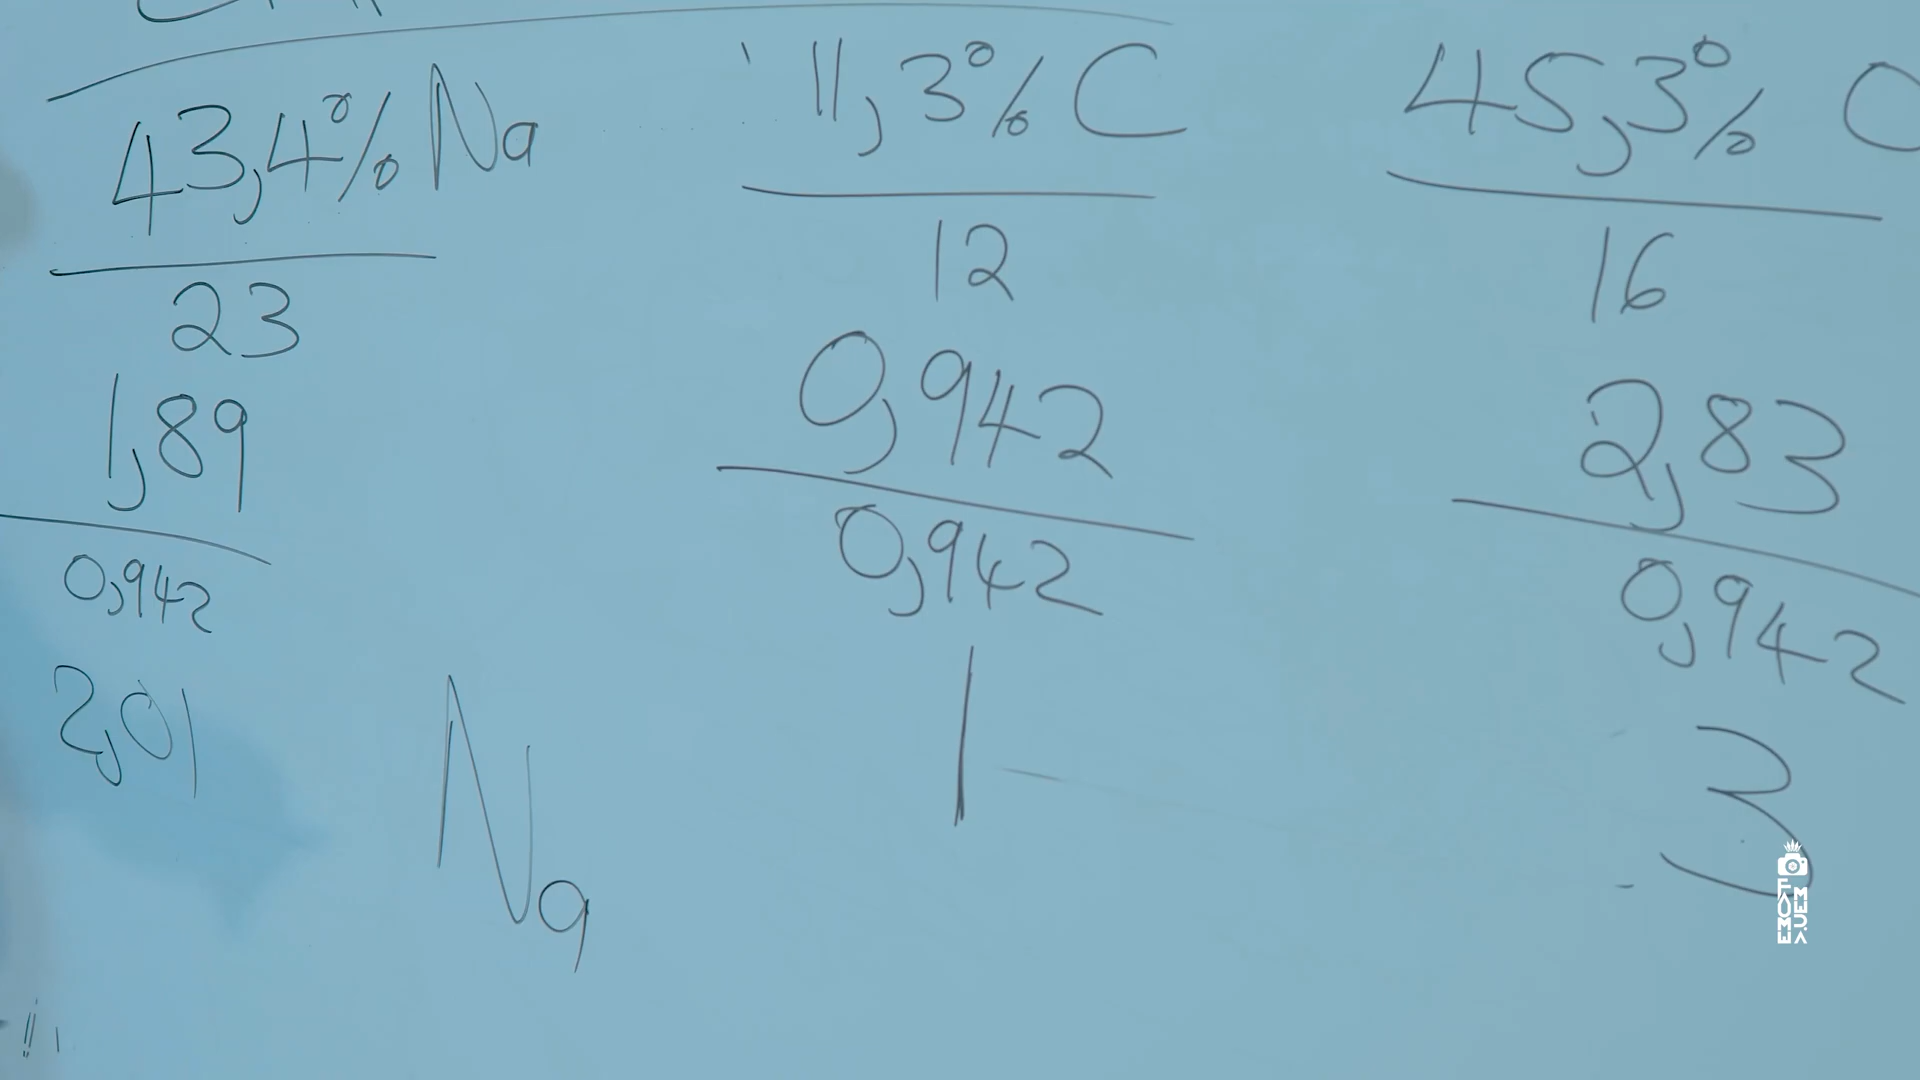 43,4% Na 11,3% C 45,3% O
23 12 16
1,89 0,942 2,83
0,942 0,942 0,942
2,01 1 3
Na